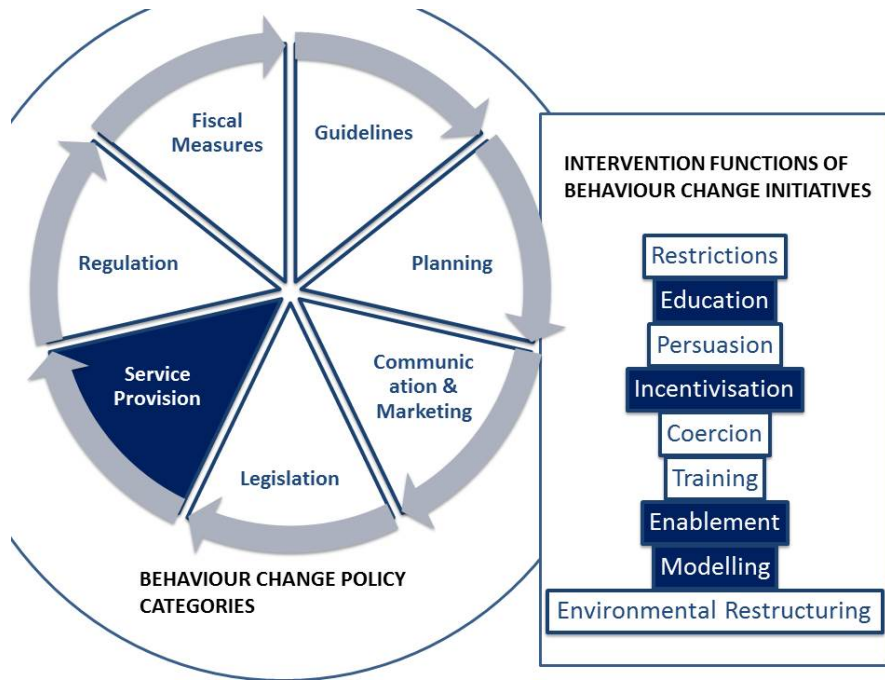 Fiscal
Measures
Guidelines
Regulation
Planning
Service
Provision
Communic
ation &
Marketing
Legislation
BEHAVIOUR CHANGE POLICY
CATEGORIES
INTERVENTION FUNCTIONS OF
BEHAVIOUR CHANGE INITIATIVES
Restrictions
Education
Persuasion
Incentivisation
Coercion
Training
Enablement
Modelling
Environmental Restructuring